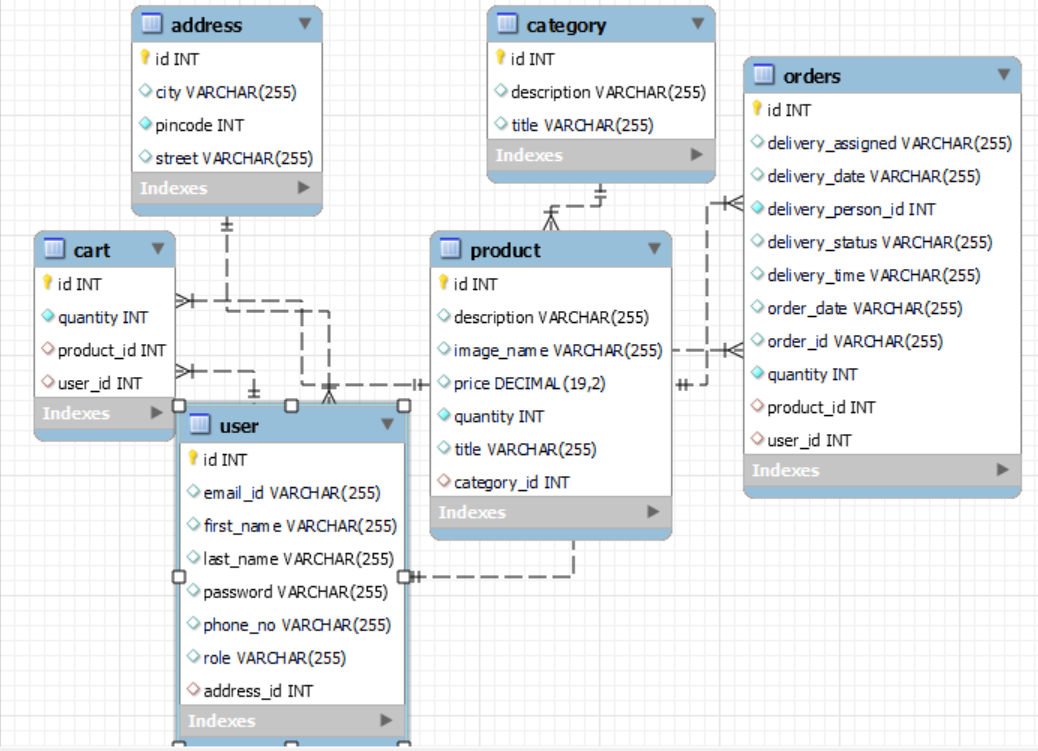 address
id INT
city VARCHAR(255)
pincode INT
street VARCHAR(255)
Indexes
category
id INT
description VARCHAR(255)
title VARCHAR(255)
Indexes
orders
id INT
delivery_assigned VARCHAR(255)
delivery_date VARCHAR(255)
delivery_person_id INT
delivery_status VARCHAR(255)
delivery_time VARCHAR(255)
order_date VARCHAR(255)
order_id VARCHAR(255)
quantity INT
product_id INT
user_id INT
Indexes
cart
id INT
quantity INT
product_id INT
user_id INT
Indexes
product
id INT
description VARCHAR(255)
image_name VARCHAR(255)
price DECIMAL(19,2)
quantity INT
title VARCHAR(255)
category_id INT
Indexes
user
id INT
email_id VARCHAR(255)
first_name VARCHAR(255)
last_name VARCHAR(255)
password VARCHAR(255)
phone_no VARCHAR(255)
role VARCHAR(255)
address_id INT
Indexes